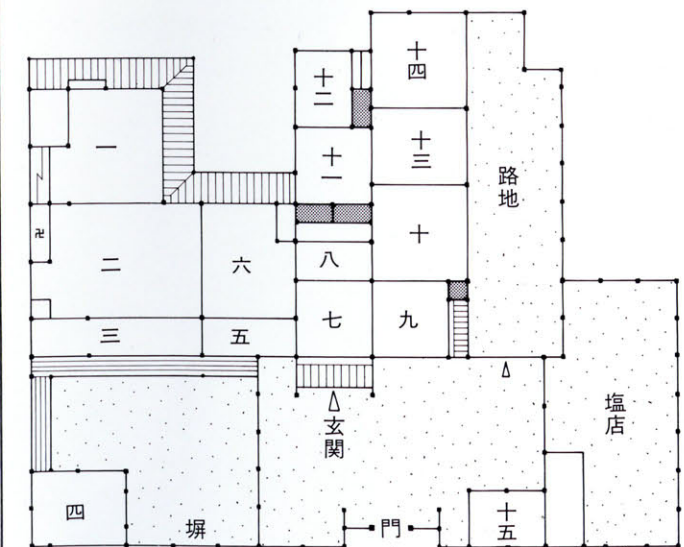 十四
十二
一
十三
十一
路地
卍
二
六
八
十
三
五
七
九
玄関
塩店
四
塀
門
十五